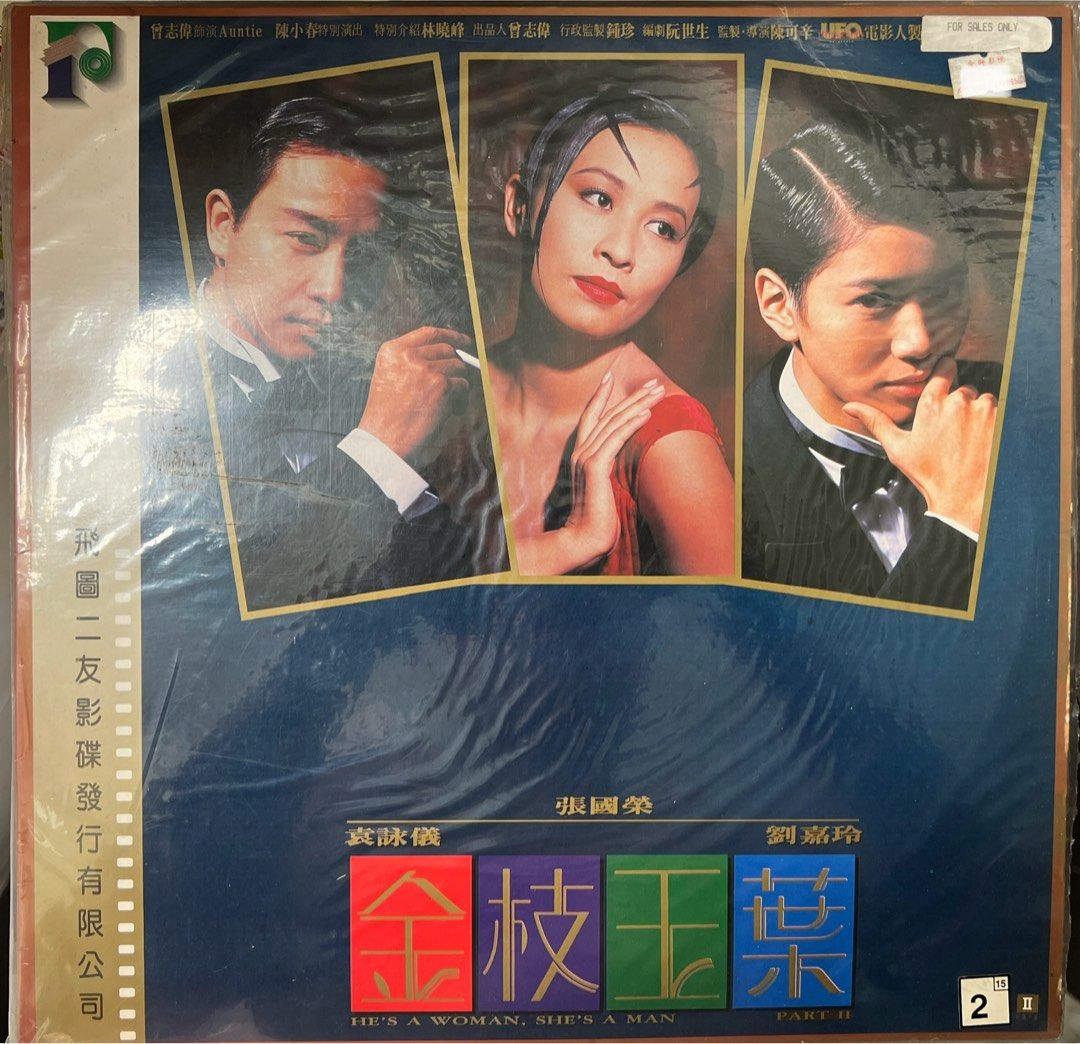 曾志偉飾演Auntie 陳小春特別演出 特別介紹林曉峰 出品人曾志偉 行政監製鍾珍 編劇阮世生 監製·導演陳可辛 UFO電影人製
FOR SALES ONLY
飛圖二友影碟發行有限公司
張國榮
袁詠儀 劉嘉玲
金枝玉葉
HE'S A WOMAN, SHE'S A MAN PART II
2 15 II